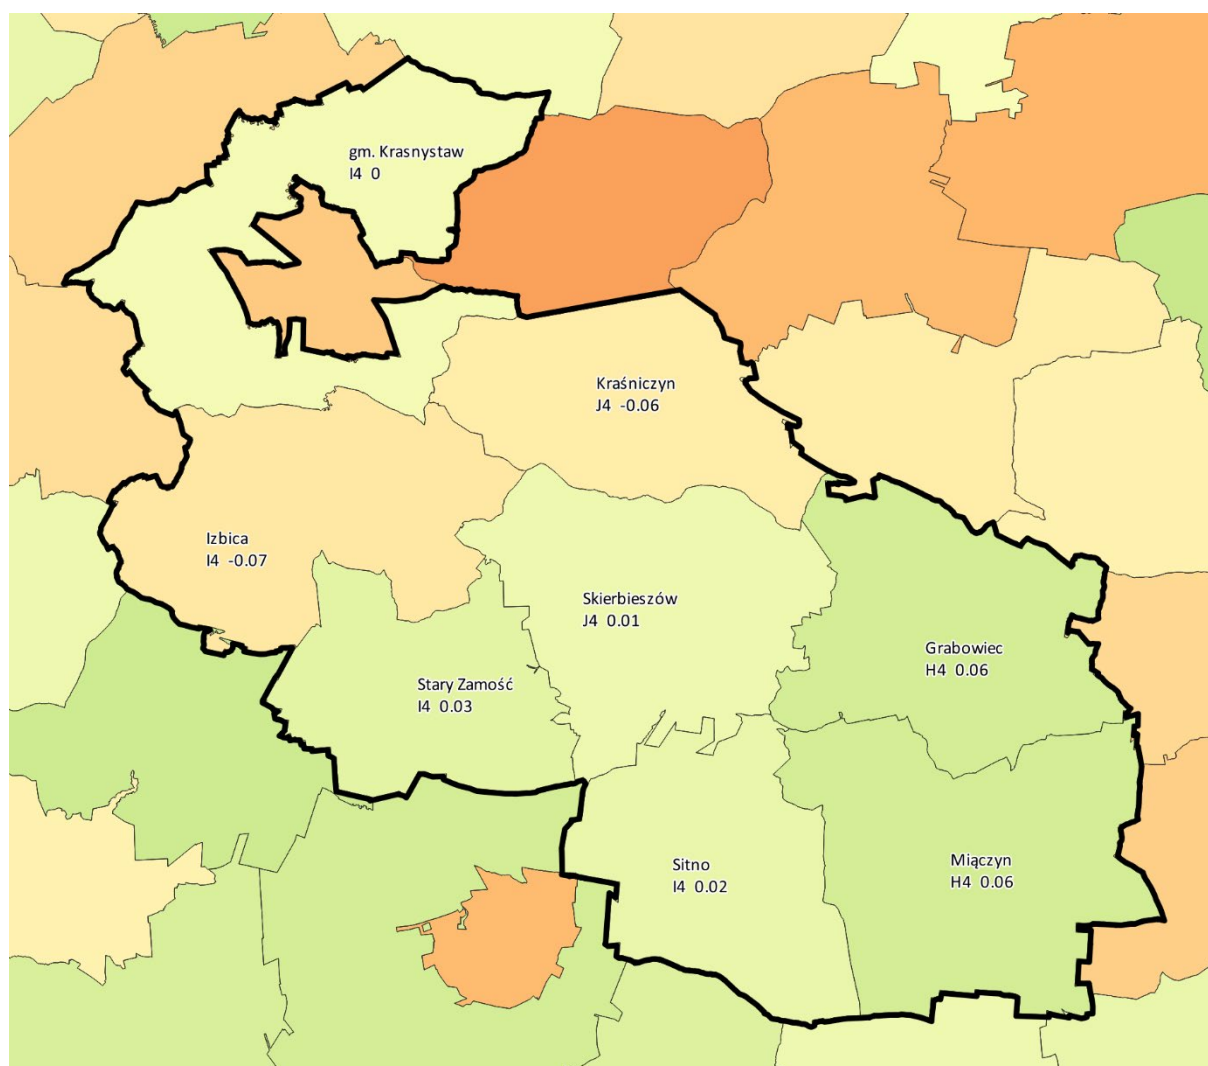 gm. Krasnystaw
I4 0
Kraśniczyn
J4 -0.06
Izbica
I4 -0.07
Skierbieszów
J4 0.01
Grabowiec
H4 0.06
Stary Zamość
I4 0.03
Sitno
I4 0.02
Miączyn
H4 0.06